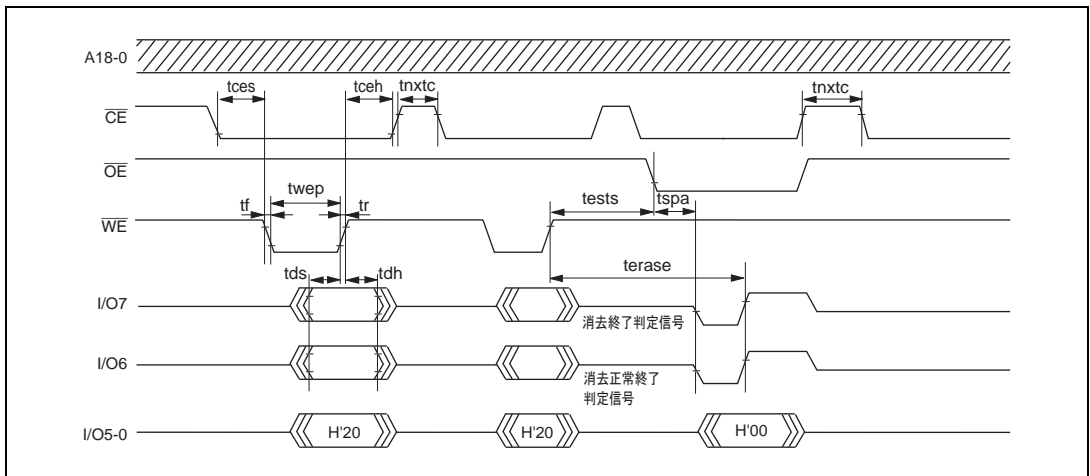 A18-0
tces
tceh
tnxtc
tnxtc
CE
OE
twep
tests
tspa
tf
tr
WE
tds
tdh
terase
I/O7
消去終了判定信号
I/O6
消去正常終了
判定信号
I/O5-0
H'20
H'20
H'00